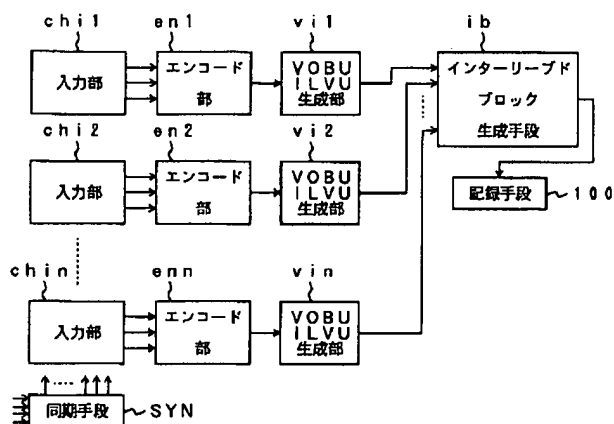 chi1
en1
vi1
ib
入力部
エンコード
部
VOBU
ILVU
生成部
インターリーブド
ブロック
生成手段
chi2
en2
vi2
入力部
エンコード
部
VOBU
ILVU
生成部
記録手段
100
chin
enn
vin
入力部
エンコード
部
VOBU
ILVU
生成部
同期手段
SYN